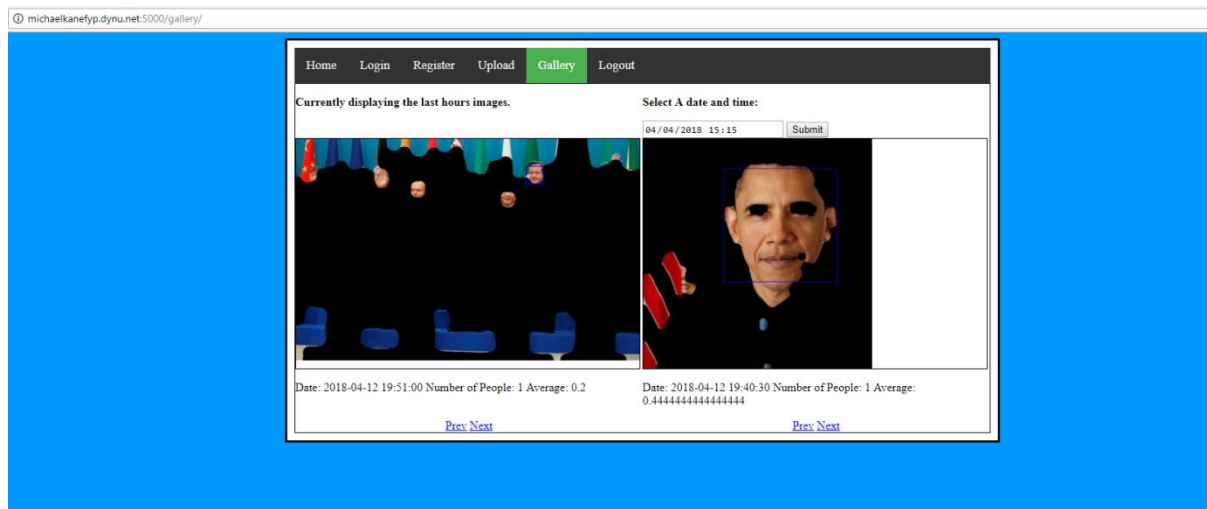 michaelkanefyp.dynu.net:5000/gallery/
Home Login Register Upload Gallery Logout
Currently displaying the last hours images.
Select A date and time:
04/04/2018 15:15 Submit
Date: 2018-04-12 19:51:00 Number of People: 1 Average: 0.2
Prev Next
Date: 2018-04-12 19:40:30 Number of People: 1 Average:
0.4444444444444444
Prev Next